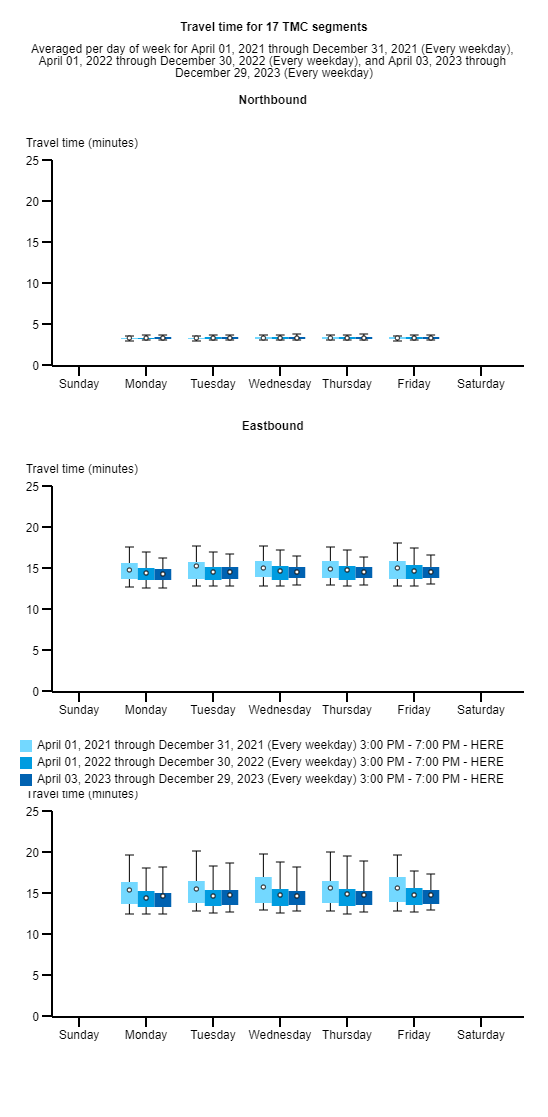 Travel time for 17 TMC segments
Averaged per day of week for April 01, 2021 through December 31, 2021 (Every weekday),
April 01, 2022 through December 30, 2022 (Every weekday), and April 03, 2023 through
December 29, 2023 (Every weekday)
Northbound
Travel time (minutes)
25
20
15
10
5
0
Sunday Monday Tuesday Wednesday Thursday Friday Saturday
Eastbound
Travel time (minutes)
25
20
15
10
5
0
Sunday Monday Tuesday Wednesday Thursday Friday Saturday
April 01, 2021 through December 31, 2021 (Every weekday) 3:00 PM - 7:00 PM - HERE
April 01, 2022 through December 30, 2022 (Every weekday) 3:00 PM - 7:00 PM - HERE
April 03, 2023 through December 29, 2023 (Every weekday) 3:00 PM - 7:00 PM - HERE
Travel time (minutes)
25
20
15
10
5
0
Sunday Monday Tuesday Wednesday Thursday Friday Saturday